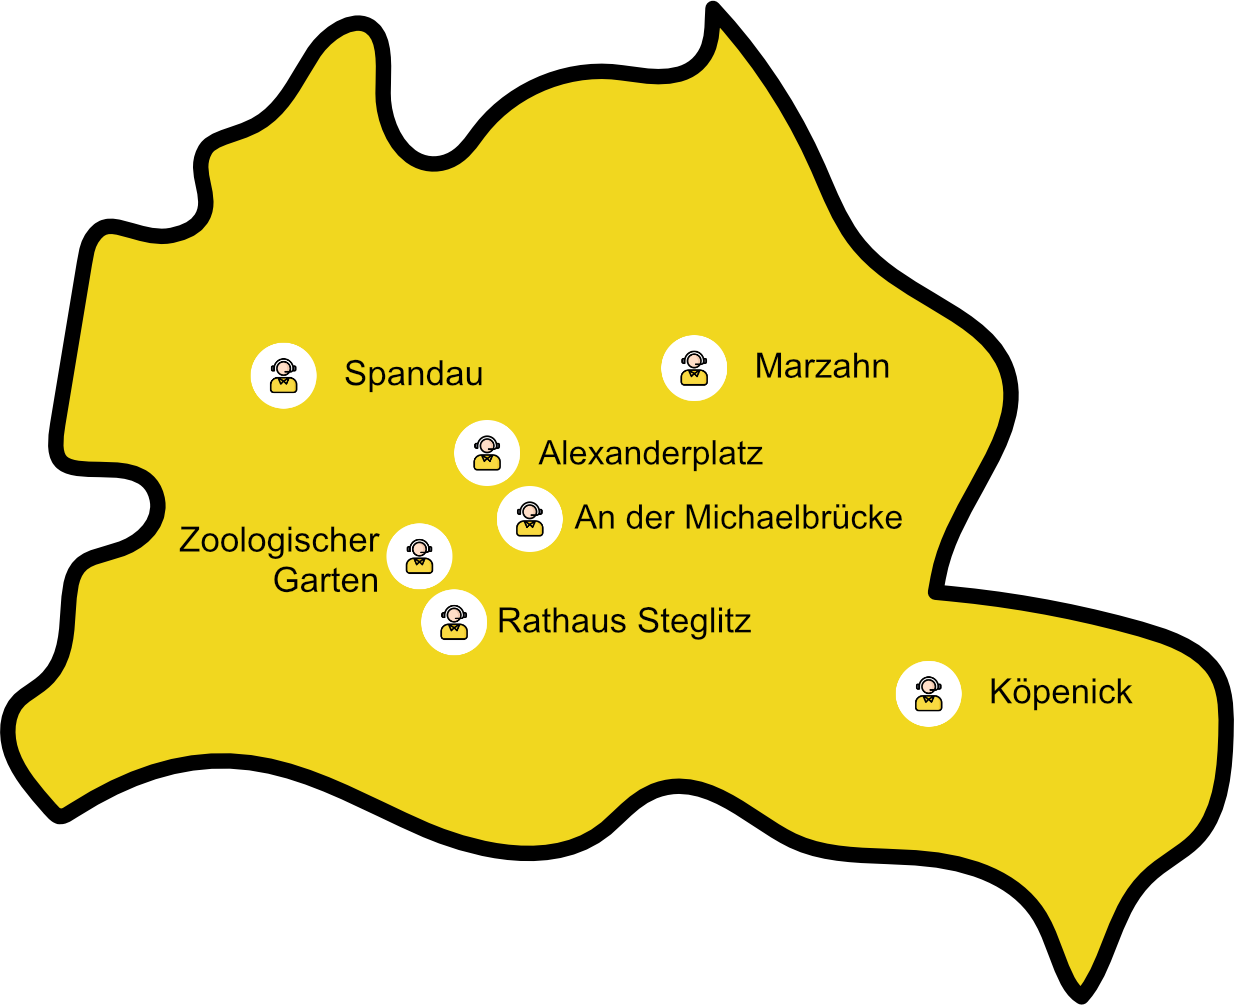 Marzahn
Spandau
Alexanderplatz
An der Michaelbrücke
Zoologischer
Garten
Rathaus Steglitz
Köpenick